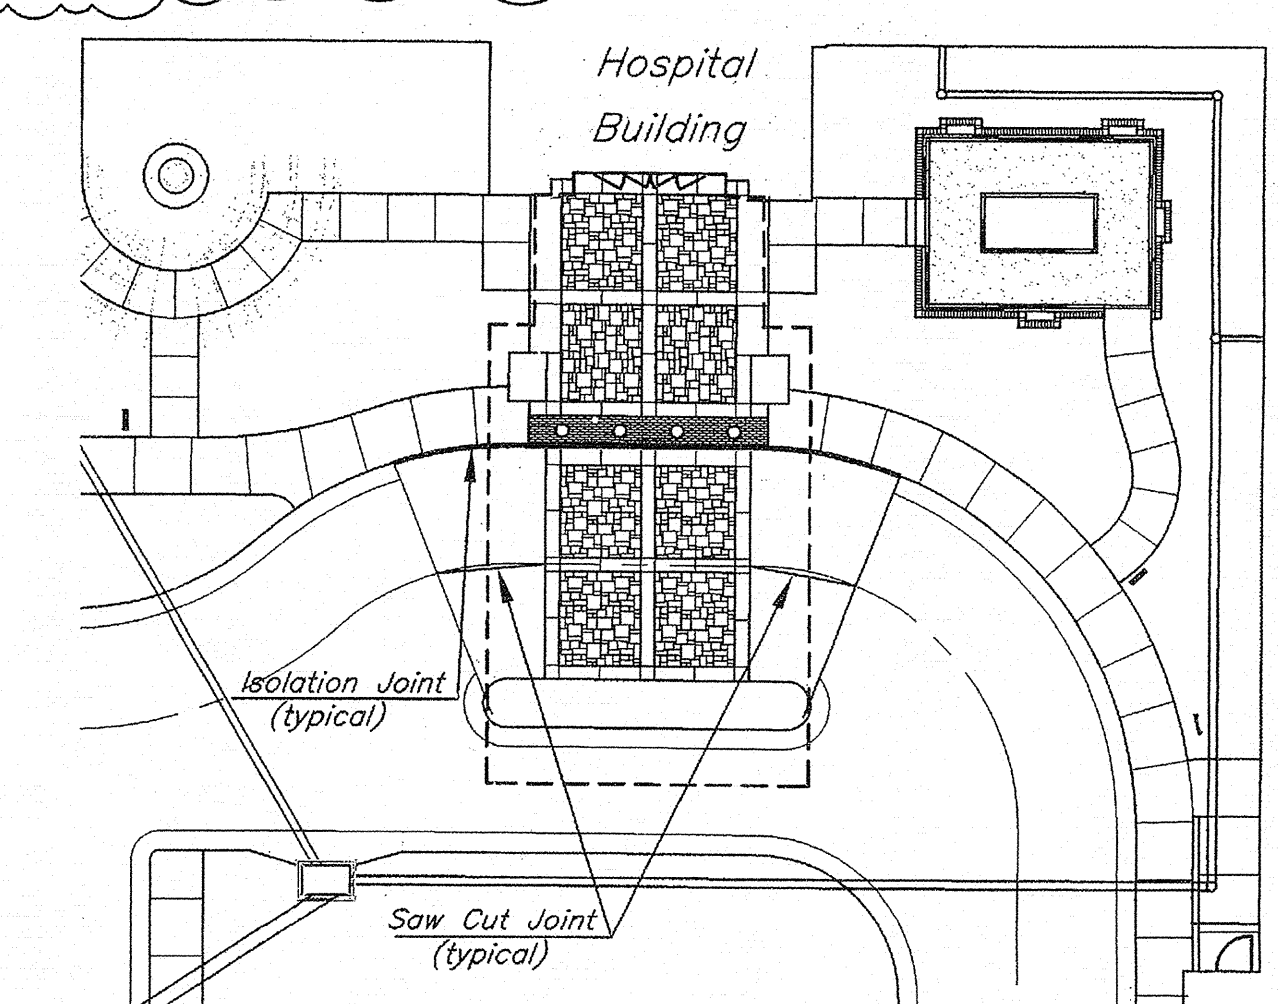 Hospital
Building
Isolation Joint
(typical)
Saw Cut Joint
(typical)